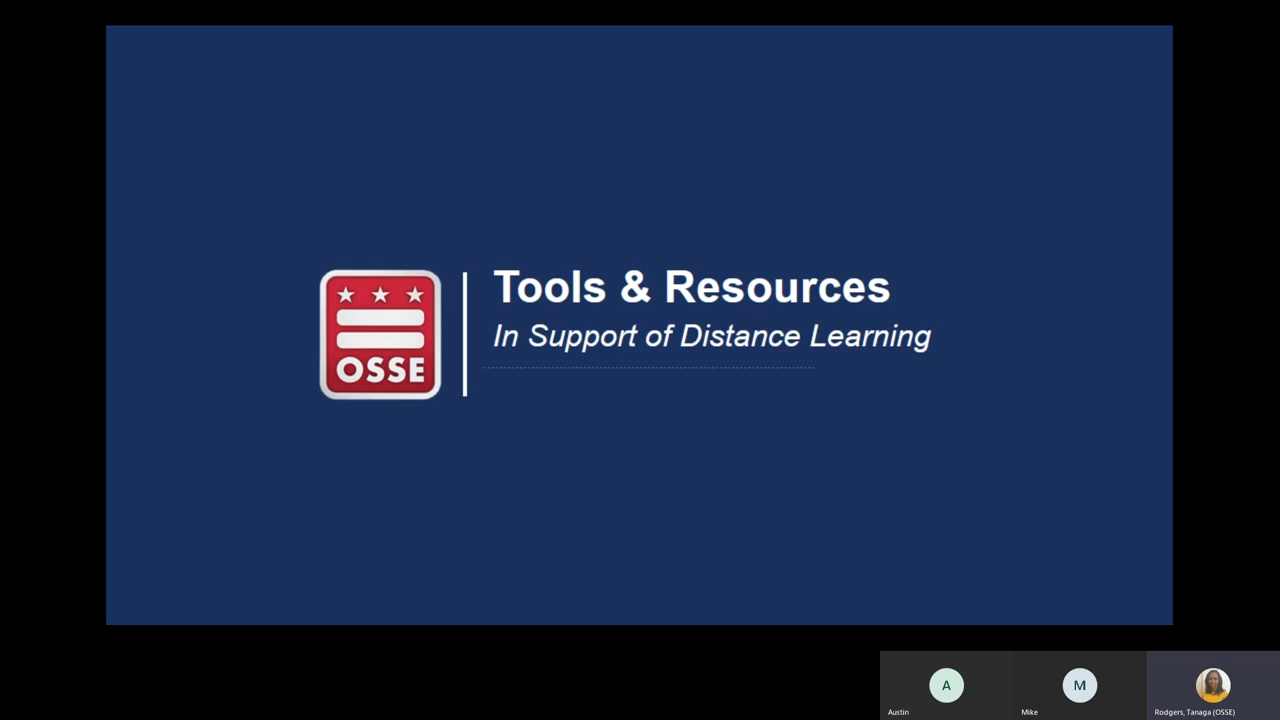 Tools & Resources
In Support of Distance Learning
OSSE
A
M
Austin
Mike
Rodgers, Tanaga (OSSE)